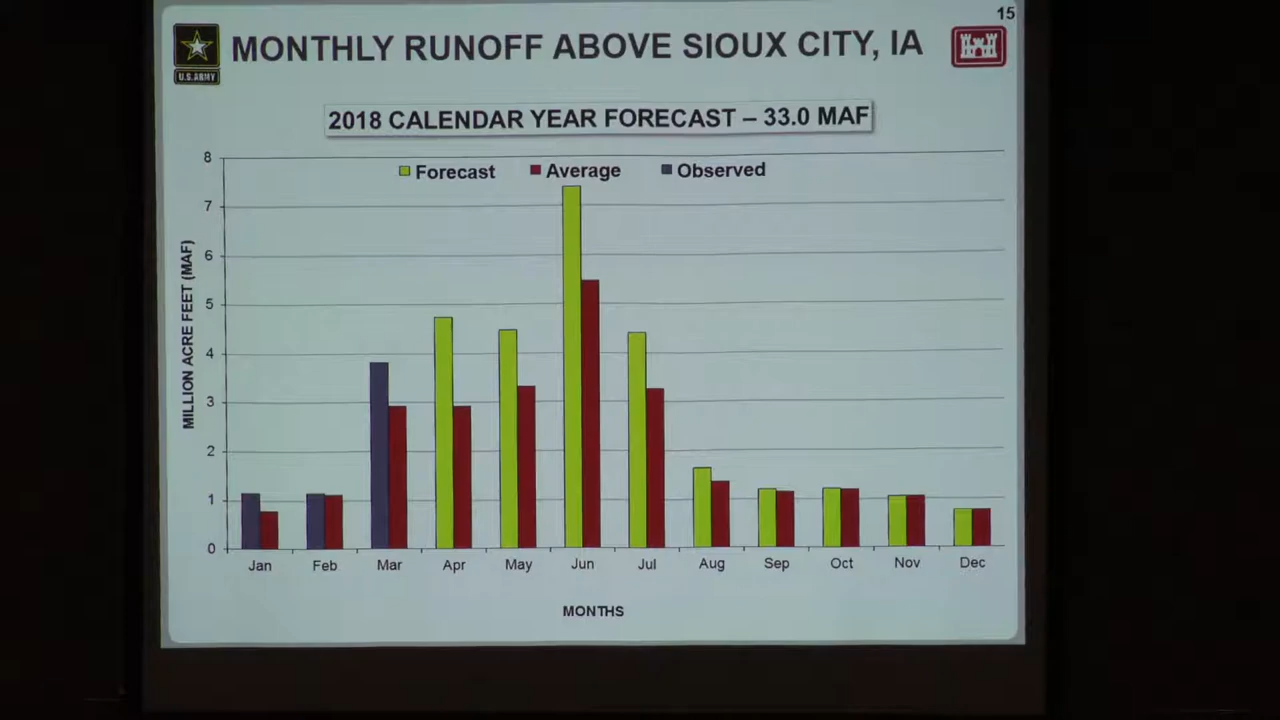 15
MONTHLY RUNOFF ABOVE SIOUX CITY, IA
U.S.ARMY
2018 CALENDAR YEAR FORECAST – 33.0 MAF
Forecast Average Observed
MILLION ACRE FEET (MAF)
8
7
6
5
4
3
2
1
0
Jan Feb Mar Apr May Jun Jul Aug Sep Oct Nov Dec
MONTHS